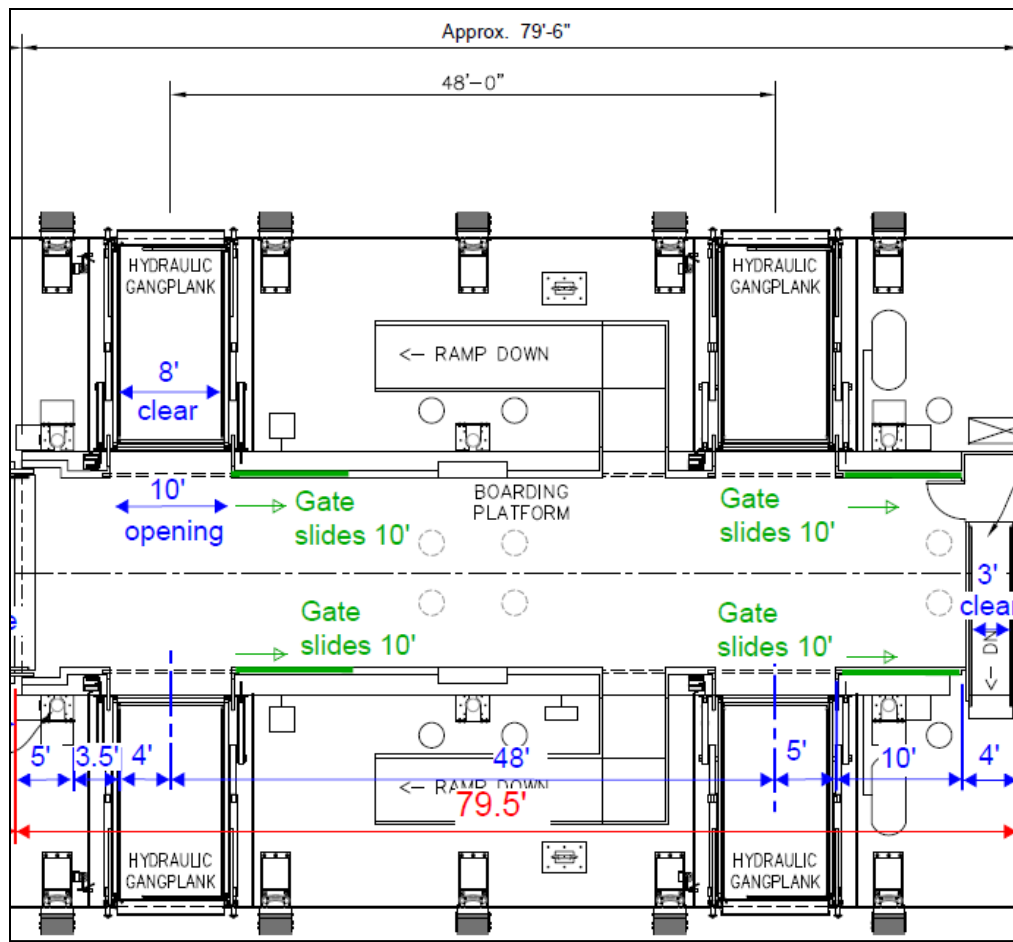 Approx. 79'-6"
48'-0"
HYDRAULIC
GANGPLANK
HYDRAULIC
GANGPLANK
<- RAMP DOWN
8'
clear
10'
opening
Gate
slides 10'
BOARDING
PLATFORM
Gate
slides 10'
Gate
slides 10'
Gate
slides 10'
3'
clear
<- DN
5'
3.5'
4'
48'
5'
10'
4'
<- RAMP DOWN
79.5'
HYDRAULIC
GANGPLANK
HYDRAULIC
GANGPLANK